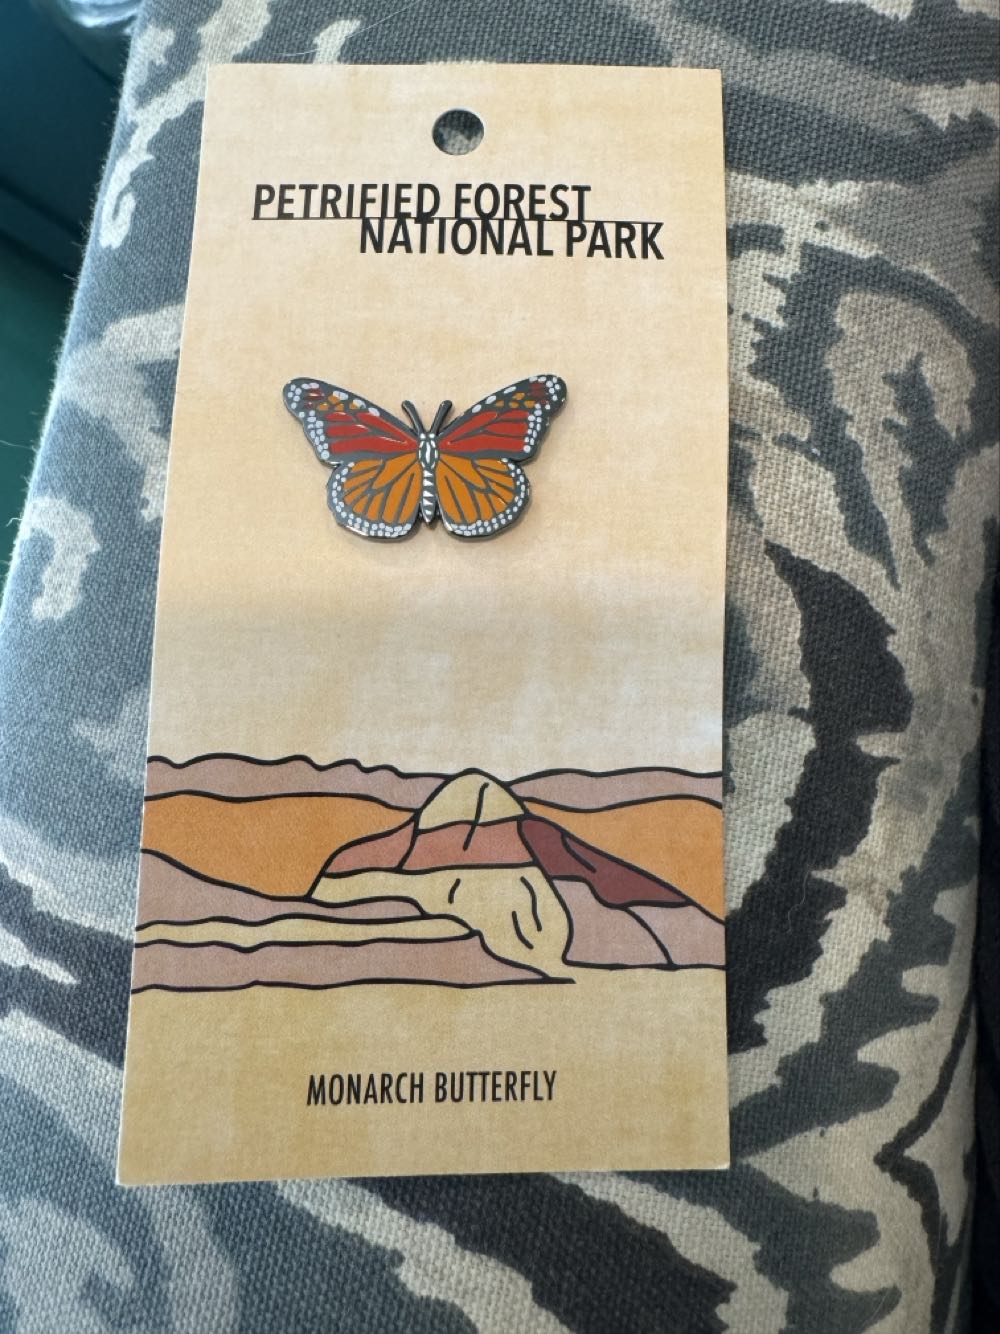 PETRIFIED FOREST
NATIONAL PARK
MONARCH BUTTERFLY